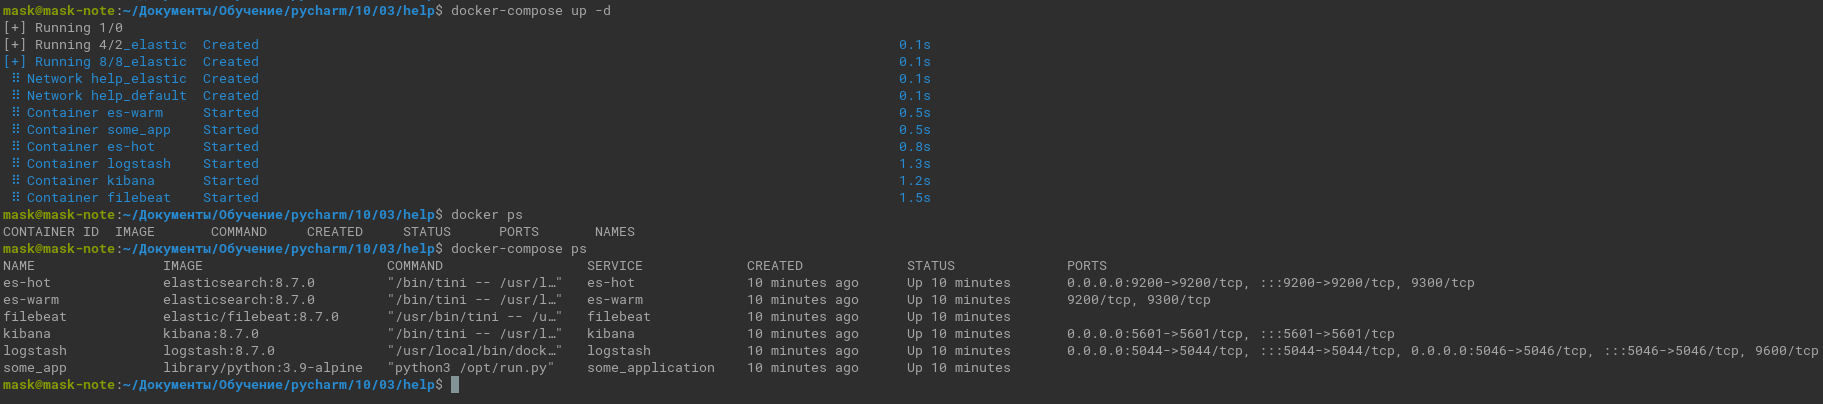 mask@mask-note:~/Документы/Обучение/pycharm/10/03/help$ docker-compose up -d
[+] Running 1/0
[+] Running 4/2_elastic  Created                                                                                0.1s
[+] Running 8/8_elastic  Created                                                                                0.1s
 ⠿ Network help_elastic  Created                                                                                0.1s
 ⠿ Network help_default  Created                                                                                0.1s
 ⠿ Container es-warm     Started                                                                                0.5s
 ⠿ Container some_app    Started                                                                                0.5s
 ⠿ Container es-hot      Started                                                                                0.8s
 ⠿ Container logstash    Started                                                                                1.3s
 ⠿ Container kibana      Started                                                                                1.2s
 ⠿ Container filebeat    Started                                                                                1.5s
mask@mask-note:~/Документы/Обучение/pycharm/10/03/help$ docker ps
CONTAINER ID  IMAGE       COMMAND     CREATED     STATUS      PORTS       NAMES
mask@mask-note:~/Документы/Обучение/pycharm/10/03/help$ docker-compose ps
NAME                IMAGE                       COMMAND                  SERVICE             CREATED             STATUS              PORTS
es-hot              elasticsearch:8.7.0         "/bin/tini -- /usr/l…"   es-hot              10 minutes ago      Up 10 minutes       0.0.0.0:9200->9200/tcp, :::9200->9200/tcp, 9300/tcp
es-warm             elasticsearch:8.7.0         "/bin/tini -- /usr/l…"   es-warm             10 minutes ago      Up 10 minutes       9200/tcp, 9300/tcp
filebeat            elastic/filebeat:8.7.0      "/usr/bin/tini -- /u…"   filebeat            10 minutes ago      Up 10 minutes
kibana              kibana:8.7.0                "/bin/tini -- /usr/l…"   kibana              10 minutes ago      Up 10 minutes       0.0.0.0:5601->5601/tcp, :::5601->5601/tcp
logstash            logstash:8.7.0              "/usr/local/bin/dock…"   logstash            10 minutes ago      Up 10 minutes       0.0.0.0:5044->5044/tcp, :::5044->5044/tcp, 0.0.0.0:5046->5046/tcp, :::5046->5046/tcp, 9600/tcp
some_app            library/python:3.9-alpine   "python3 /opt/run.py"    some_application    10 minutes ago      Up 10 minutes
mask@mask-note:~/Документы/Обучение/pycharm/10/03/help$